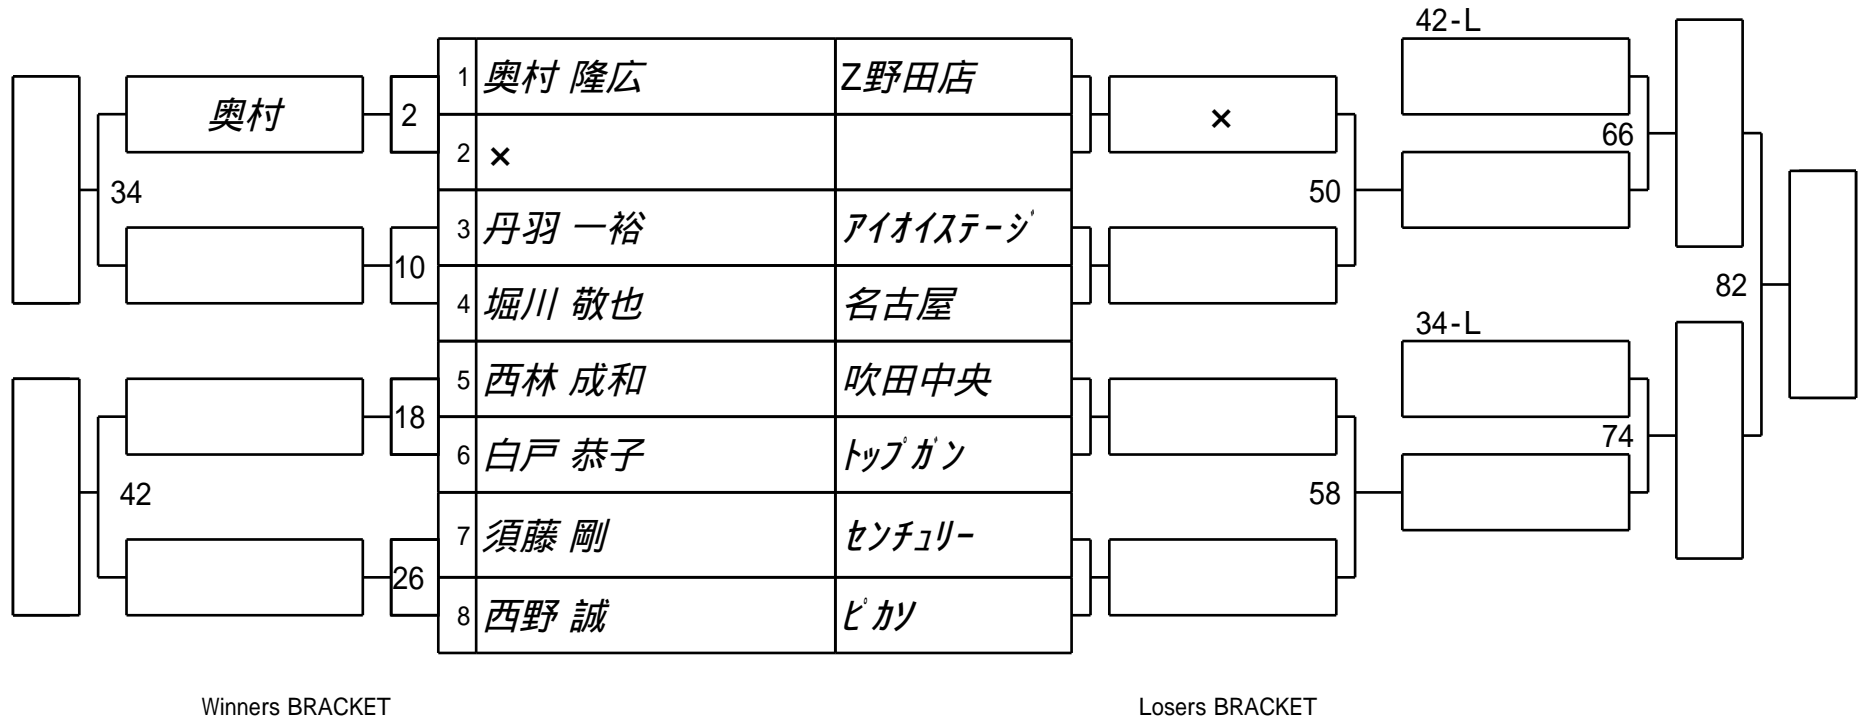 42-L
1 奥村 隆広 Z野田店
奥村 2 × 66
2 ×
34 50
3 丹羽 一裕 ｱｲｵｲｽﾃｰｼﾞ
10
4 堀川 敬也 名古屋 82
34-L
5 西林 成和 吹田中央
18
6 白戸 恭子 ﾄｯﾌﾟｶﾞﾝ 74
42 58
7 須藤 剛 ｾﾝﾁｭﾘｰ
26
8 西野 誠 ﾋﾟｶｿ
Winners BRACKET Losers BRACKET